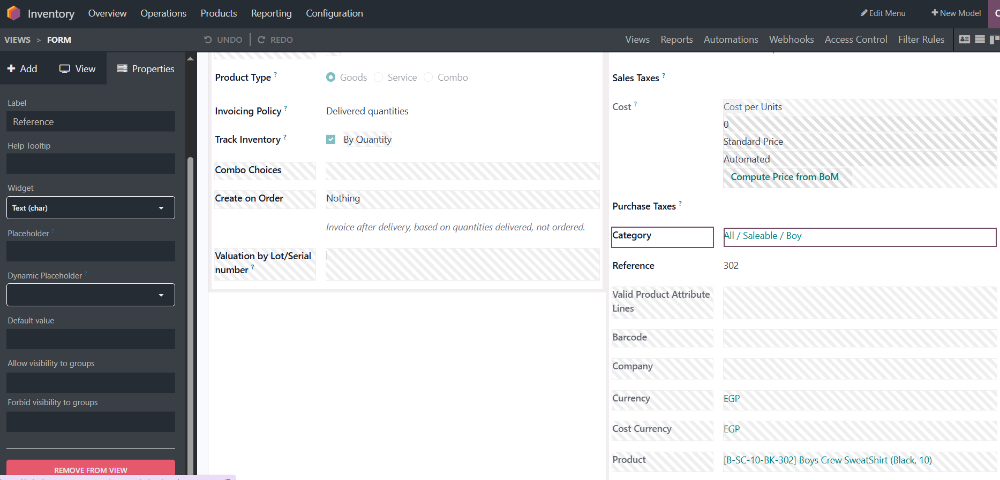 Inventory Overview Operations Products Reporting Configuration Edit Menu New Model
VIEWS > FORM UNDO REDO Views Reports Automations Webhooks Access Control Filter Rules
Add View Properties
Label
Reference
Help Tooltip
Widget
Text (char)
Placeholder ?
Dynamic Placeholder ?
Default value
Allow visibility to groups
Forbid visibility to groups
REMOVE FROM VIEW
Product Type ? Goods Service Combo
Invoicing Policy ? Delivered quantities
Track Inventory ? By Quantity
Combo Choices
Create on Order Nothing
Invoice after delivery, based on quantities delivered, not ordered.
Valuation by Lot/Serial
number ?
Sales Taxes ?
Cost ? Cost per Units
0
Standard Price
Automated
Compute Price from BoM
Purchase Taxes ?
Category All / Saleable / Boy
Reference 302
Valid Product Attribute
Lines
Barcode
Company
Currency EGP
Cost Currency EGP
Product [B-SC-10-BK-302] Boys Crew SweatShirt (Black, 10)